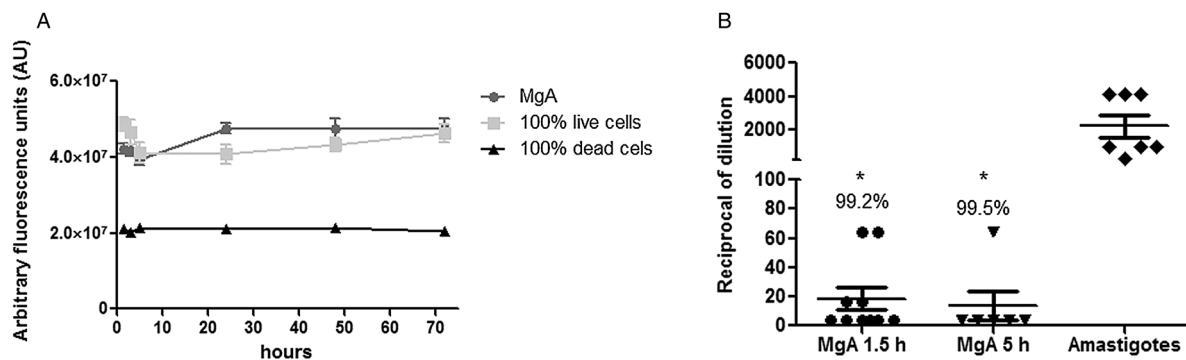 A
Arbitrary fluorescence units (AU)
6.0×10⁷
4.0×10⁷
2.0×10⁷
0
0 10 20 30 40 50 60 70
hours
MgA
100% live cells
100% dead cels
B
Reciprocal of dilution
6000
4000
2000
100
80
60
40
20
0
*
99.2%
*
99.5%
MgA 1.5 h MgA 5 h Amastigotes